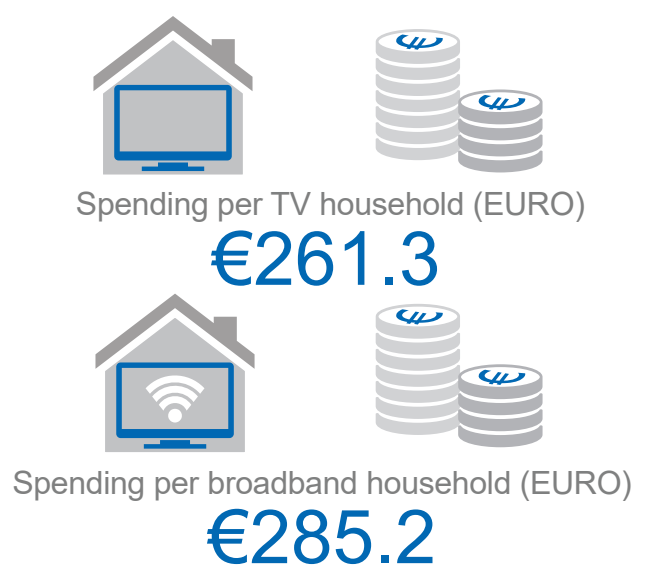 Spending per TV household (EURO)
€261.3
Spending per broadband household (EURO)
€285.2